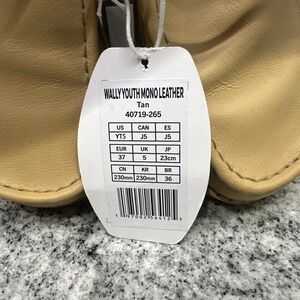 WALLY YOUTH MONO LEATHER
Tan
40719-265
US CAN ES
YT5 J5 J5
EUR UK JP
37 5 23cm
CN KR BR
230mm 230mm 36